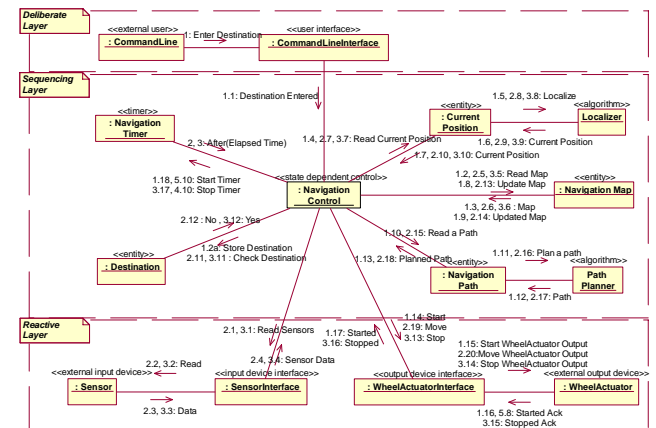 Deliberate
Layer
<<external user>>
: CommandLine
1: Enter Destination
<<user interface>>
: CommandLineInterface
Sequencing
Layer
1.1: Destination Entered
<<timer>>
: Navigation
Timer
2, 3: After(Elapsed Time)
1.18, 5.10: Start Timer
3.17, 4.10: Stop Timer
<<entity>>
: Current
Position
1.5, 2.8, 3.8: Localize
<<algorithm>>
Localizer
1.4, 2.7, 3.7: Read Current Position
1.6, 2.9, 3.9: Current Position
1.7, 2.10, 3.10: Current Position
<<state dependent control>>
: Navigation
Control
1.2, 2.5, 3.5: Read Map
1.8, 2.13: Update Map
<<entity>>
: Navigation Map
1.3, 2.6, 3.6 : Map
1.9, 2.14: Updated Map
2.12: No , 3.12: Yes
1.2a: Store Destination
2.11, 3.11 : Check Destination
<<entity>>
: Destination
1.10, 2.15: Read a Path
1.13, 2.18: Planned Path
<<entity>>
: Navigation
Path
1.11, 2.16: Plan a path
<<algorithm>>
Path
Planner
1.12, 2.17: Path
Reactive
Layer
2.1, 3.1: Read Sensors
2.4, 3.4: Sensor Data
1.17: Started
3.16: Stopped
1.14: Start
2.19: Move
3.13: Stop
1.15: Start WheelActuator Output
2.20:Move WheelActuator Output
3.14: Stop WheelActuator Output
2.2, 3.2: Read
<<external input device>>
: Sensor
2.3, 3.3: Data
<<input device interface>>
: SensorInterface
<<output device interface>>
: WheelActuatorInterface
<<external output device>>
: WheelActuator
1.16, 5.8: Started Ack
3.15: Stopped Ack